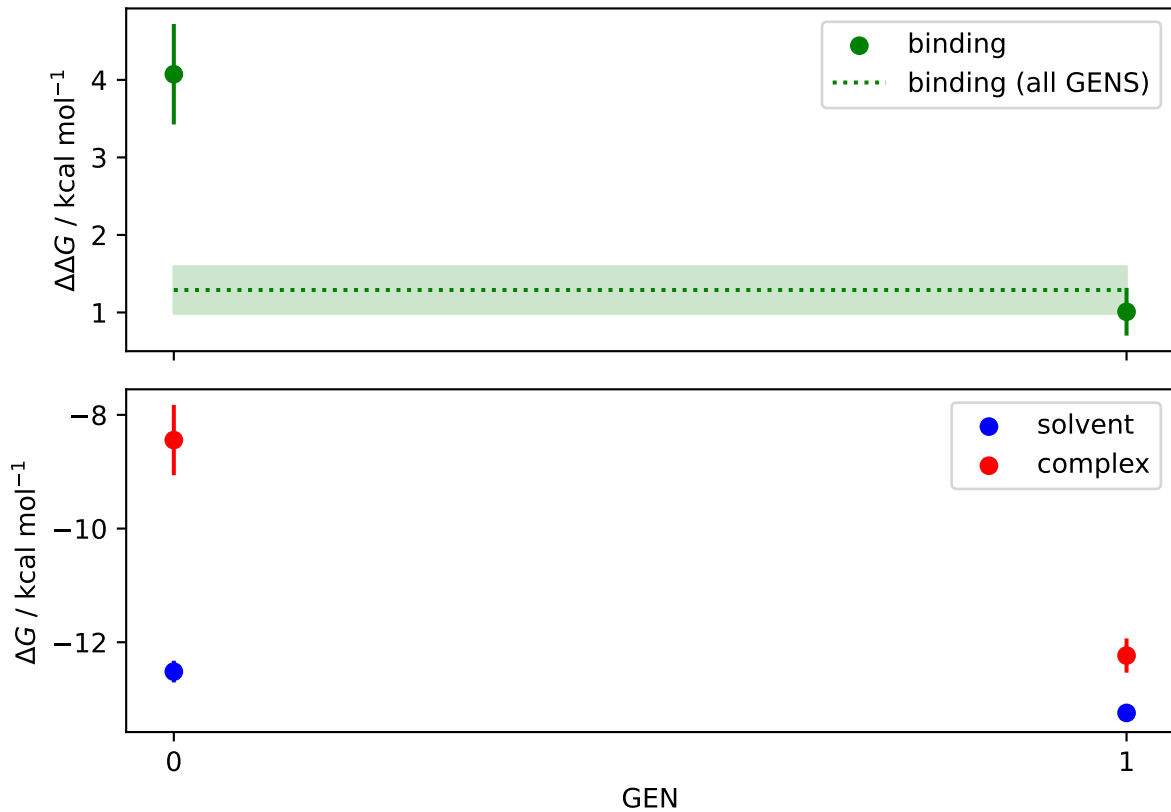 binding
binding (all GENS)
ΔΔG / kcal mol⁻¹
4
3
2
1
solvent
complex
ΔG / kcal mol⁻¹
−8
−10
−12
0
1
GEN